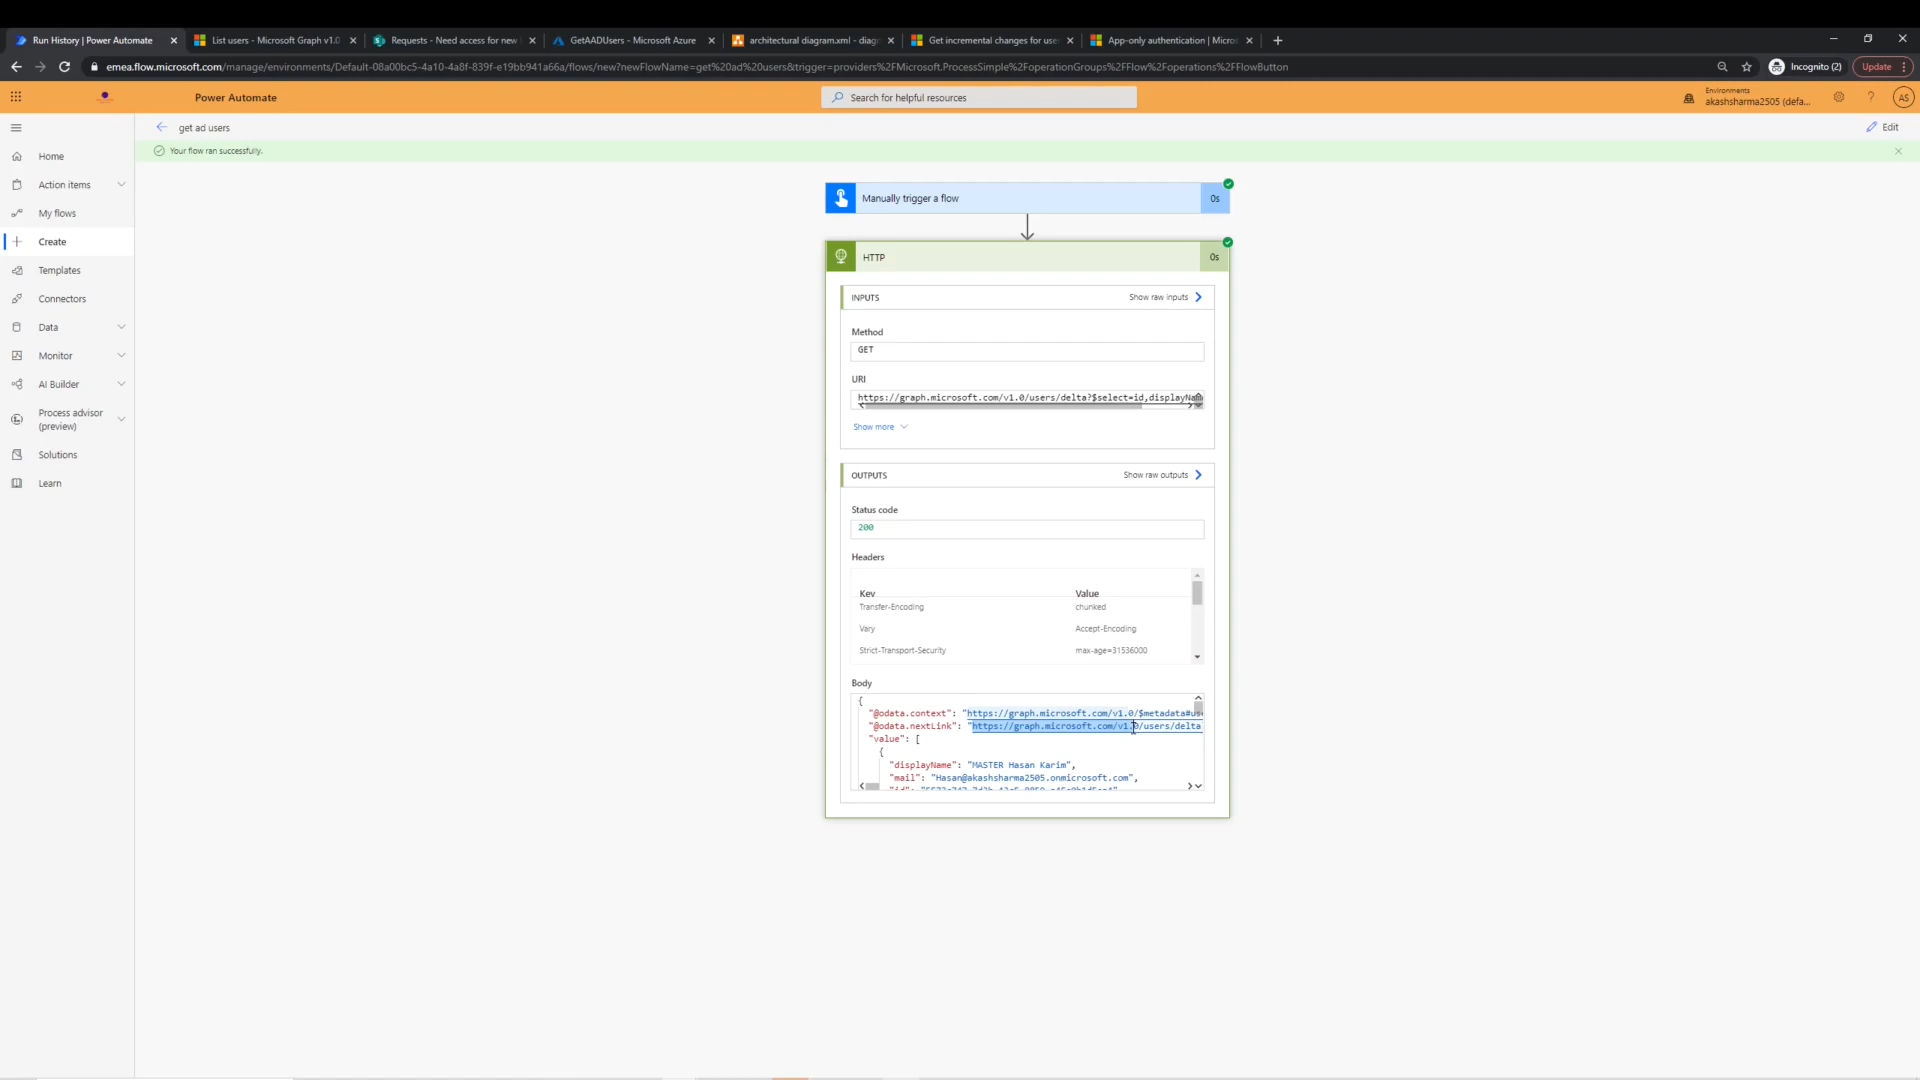 Run History | Power Automate
List users - Microsoft Graph v1.0
Requests - Need access for new
GetAADUsers - Microsoft Azure
architectural diagram.xml - diag
Get incremental changes for use
App-only authentication | Micros
emea.flow.microsoft.com/manage/environments/Default-08a00bc5-4a10-4a8f-839f-e19bb941a66a/flows/new?newFlowName=get%20ad%20users&trigger=providers%2FMicrosoft.ProcessSimple%2FoperationGroups%2FFlow%2Foperations%2FFlowButton
Incognito (2)
Update
Power Automate
Search for helpful resources
Environments
akashsharma2505 (defa...
?
AS
get ad users
Edit
Your flow ran successfully.
Home
Action items
My flows
Create
Templates
Connectors
Data
Monitor
AI Builder
Process advisor
(preview)
Solutions
Learn
Manually trigger a flow
0s
HTTP
0s
INPUTS
Show raw inputs
Method
GET
URI
https://graph.microsoft.com/v1.0/users/delta?$select=id,displayNam
Show more
OUTPUTS
Show raw outputs
Status code
200
Headers
Key
Value
Transfer-Encoding
chunked
Vary
Accept-Encoding
Strict-Transport-Security
max-age=31536000
Body
{
"@odata.context": "https://graph.microsoft.com/v1.0/$metadata#us
"@odata.nextLink": "https://graph.microsoft.com/v1.0/users/delta
"value": [
{
"displayName": "MASTER Hasan Karim",
"mail": "Hasan@akashsharma2505.onmicrosoft.com",